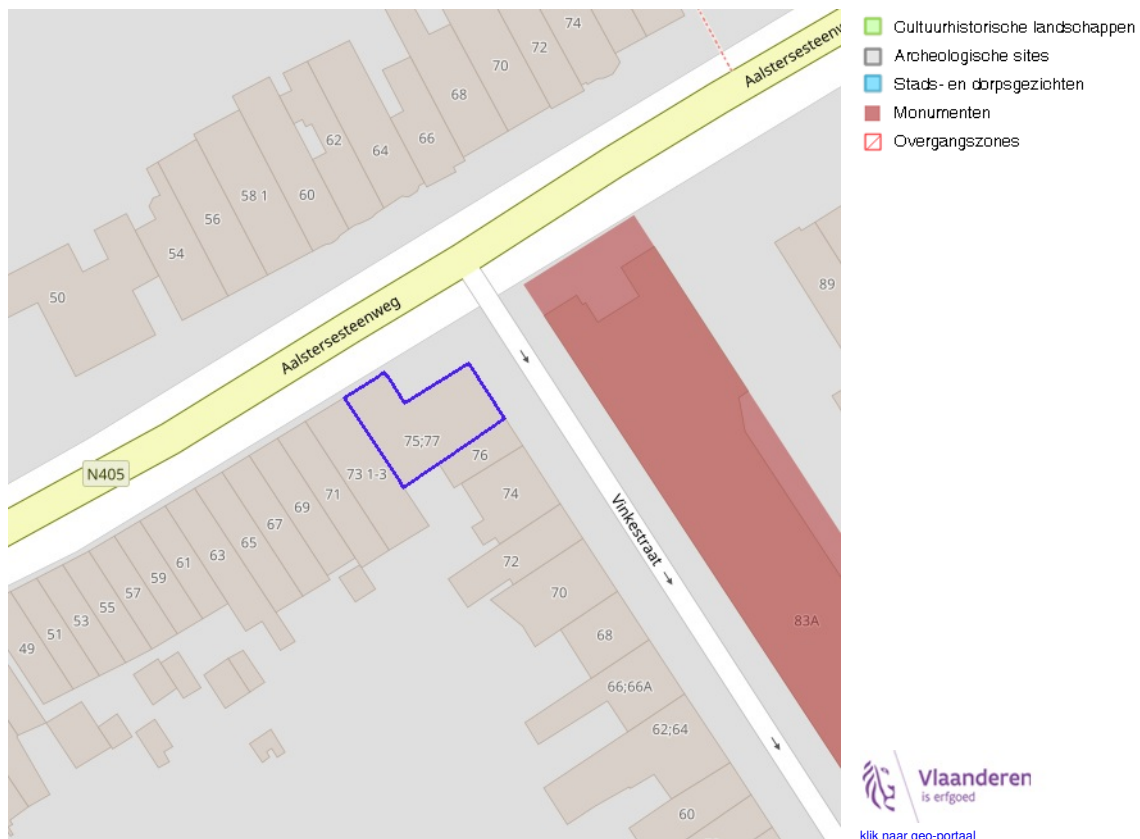 74
72
70
68
66
64
62
60
58 1
56
54
50
Aalstersesteenw
Aalstersesteenweg
N405
89
75;77
76
73 1-3
71
69
67
65
63
61
59
57
55
53
51
49
74
72
70
68
66;66A
62;64
60
Vinkestraat
83A
Cultuurhistorische landschappen
Archeologische sites
Stads- en dorpsgezichten
Monumenten
Overgangszones
Vlaanderen
is erfgoed
klik naar geo-portaal